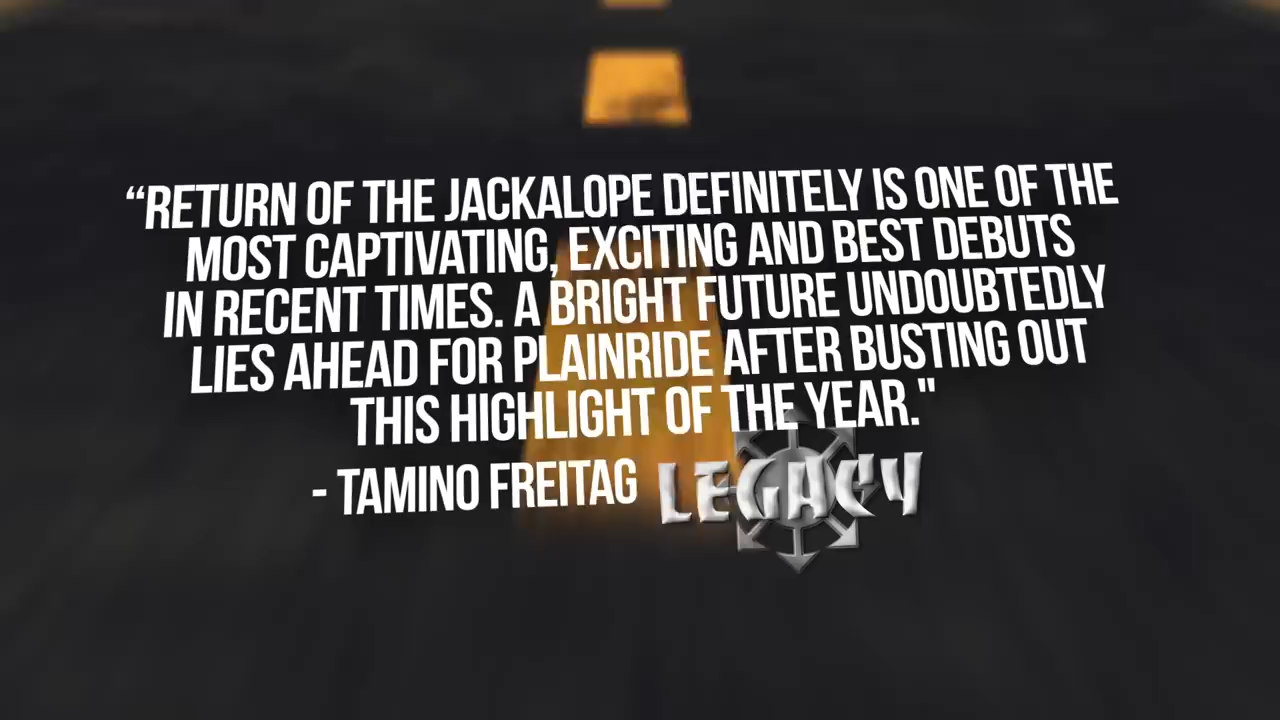 “RETURN OF THE JACKALOPE DEFINITELY IS ONE OF THE
MOST CAPTIVATING, EXCITING AND BEST DEBUTS
IN RECENT TIMES. A BRIGHT FUTURE UNDOUBTEDLY
LIES AHEAD FOR PLAINRIDE AFTER BUSTING OUT
THIS HIGHLIGHT OF THE YEAR."
- TAMINO FREITAG LEGACY